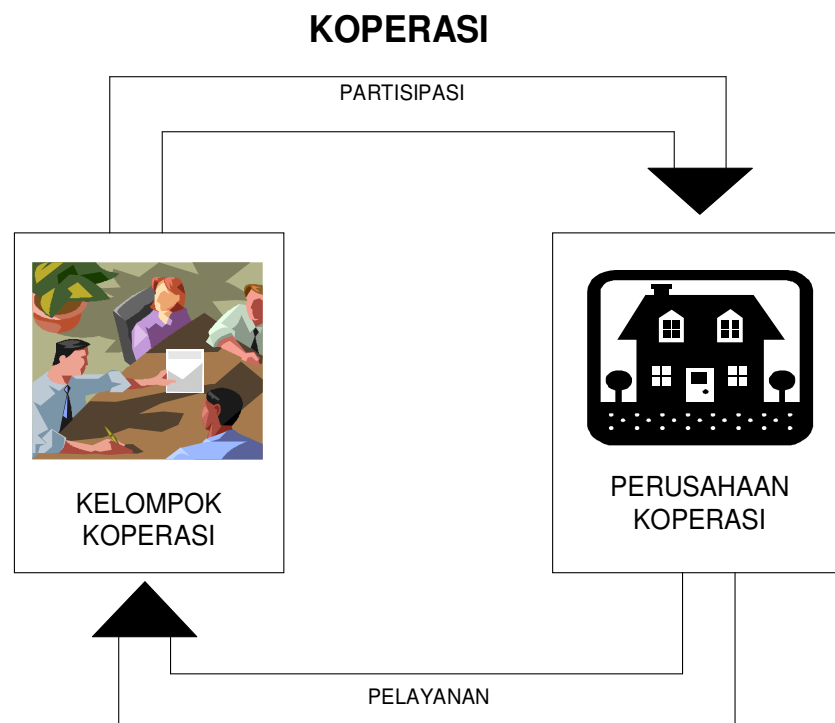 KOPERASI
PARTISIPASI
KELOMPOK
KOPERASI
PERUSAHAAN
KOPERASI
PELAYANAN